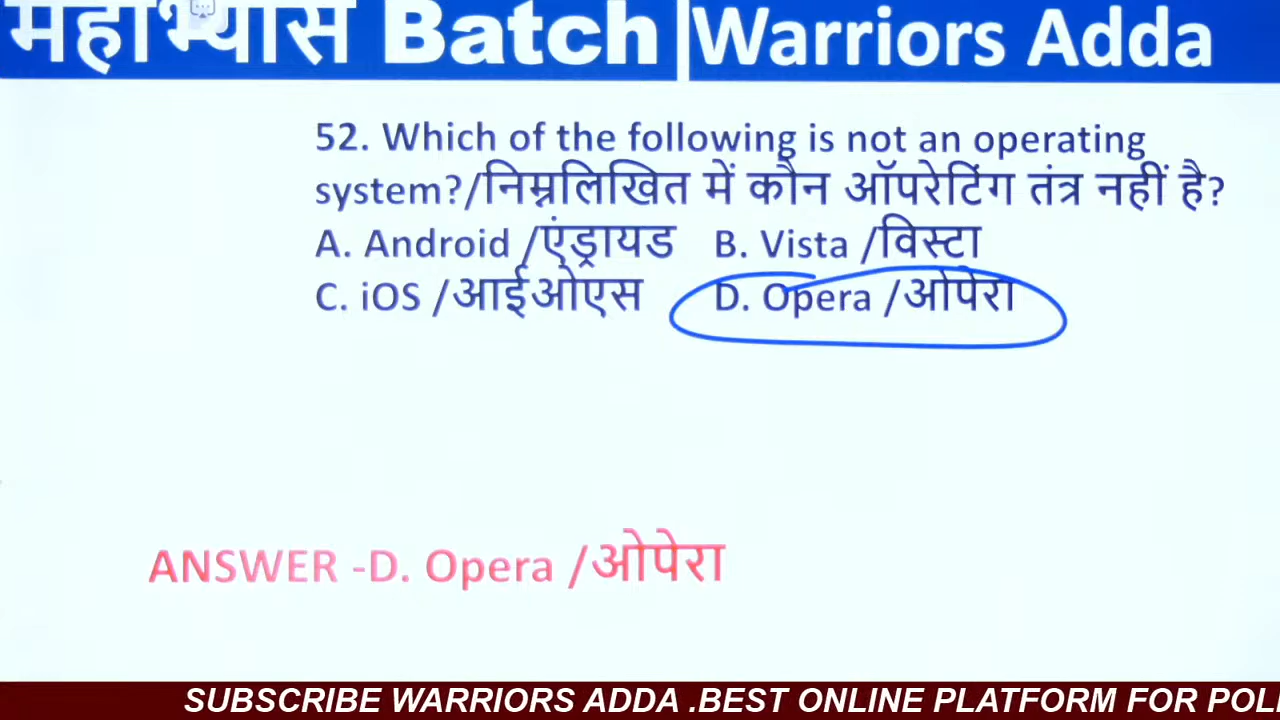 महाभ्यास Batch Warriors Adda
52. Which of the following is not an operating
system?/निम्नलिखित में कौन ऑपरेटिंग तंत्र नहीं है?
A. Android /एंड्रायड B. Vista /विस्टा
C. iOS /आईओएस D. Opera /ओपेरा
ANSWER -D. Opera /ओपेरा
SUBSCRIBE WARRIORS ADDA .BEST ONLINE PLATFORM FOR POLI